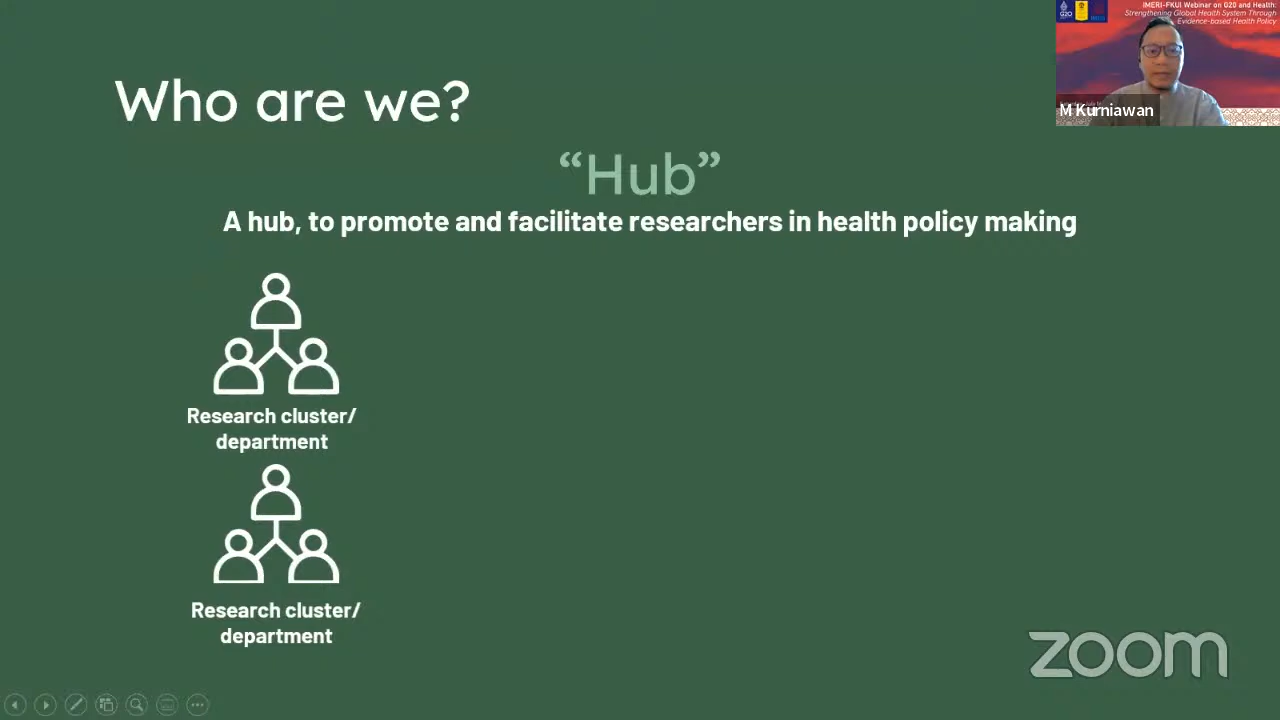 Who are we?
“Hub”
A hub, to promote and facilitate researchers in health policy making
Research cluster/
department
Research cluster/
department
IMERI-FKUI Webinar on G20 and Health:
Strengthening Global Health System Through
Evidence-based Health Policy
G20
M Kurniawan
zoom